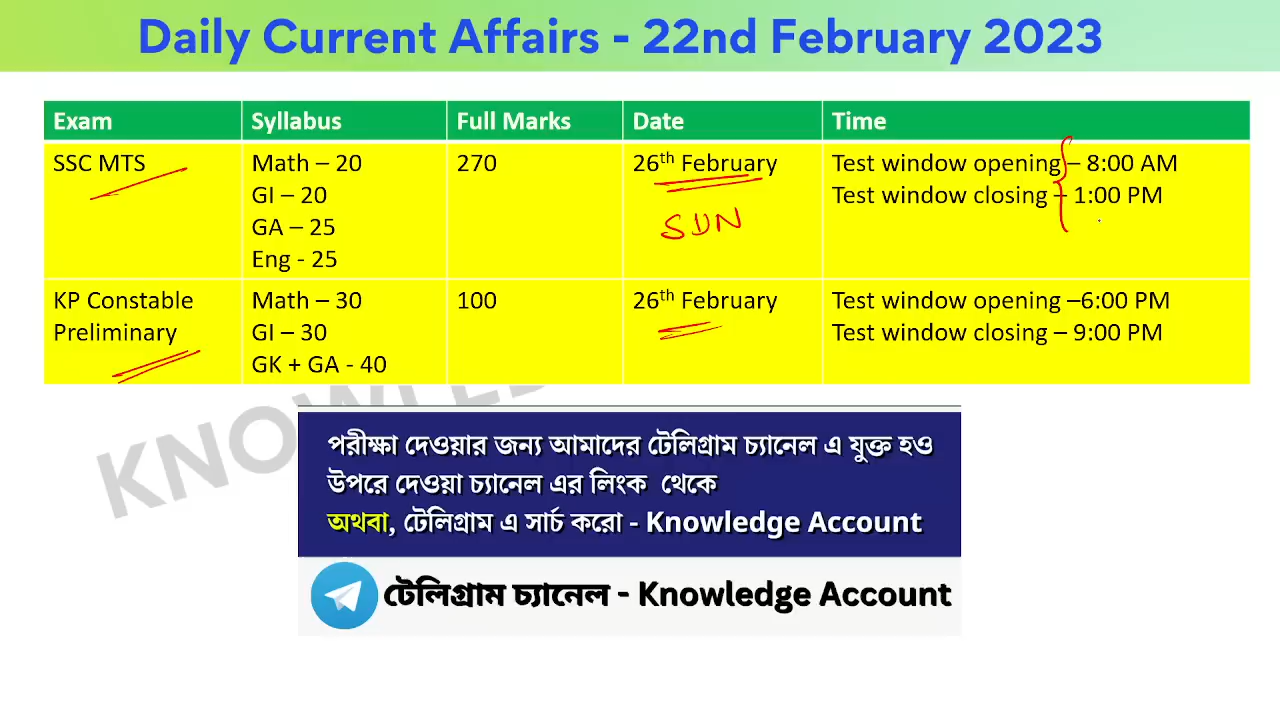 Daily Current Affairs - 22nd February 2023
Exam Syllabus Full Marks Date Time
SSC MTS Math – 20 270 26th February Test window opening – 8:00 AM
GI – 20 Test window closing – 1:00 PM
GA – 25 SUN
Eng - 25
KP Constable Math – 30 100 26th February Test window opening –6:00 PM
Preliminary GI – 30 Test window closing – 9:00 PM
GK + GA - 40
পরীক্ষা দেওয়ার জন্য আমাদের টেলিগ্রাম চ্যানেল এ যুক্ত হও
উপরে দেওয়া চ্যানেল এর লিংক থেকে
অথবা, টেলিগ্রাম এ সার্চ করো - Knowledge Account
টেলিগ্রাম চ্যানেল - Knowledge Account